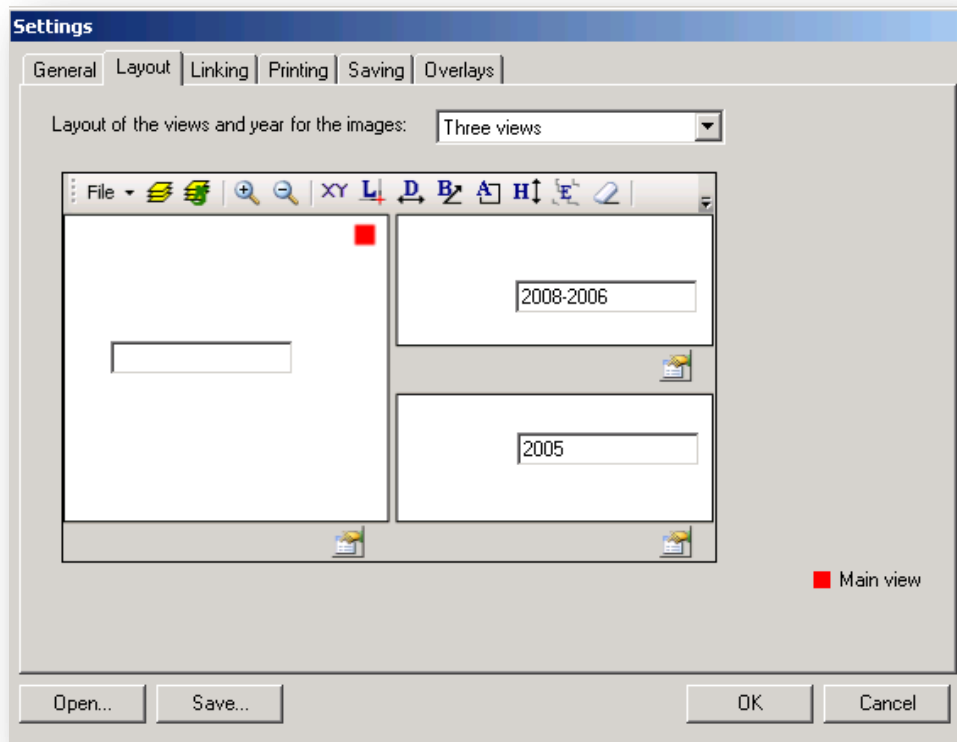 Settings
General Layout Linking Printing Saving Overlays
Layout of the views and year for the images: Three views
File XY L D B A H E
2008-2006
2005
Main view
Open... Save... OK Cancel